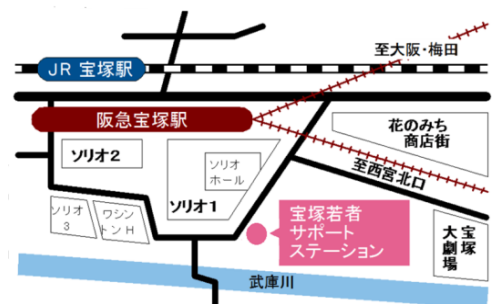 至大阪・梅田
JR 宝塚駅
阪急宝塚駅
花のみち
商店街
ソリオ2
ソリオ
ホール
至西宮北口
ソリオ1
ソリオ
3
ワシン
トンH
宝塚若者
サポート
ステーション
宝塚
大劇場
武庫川